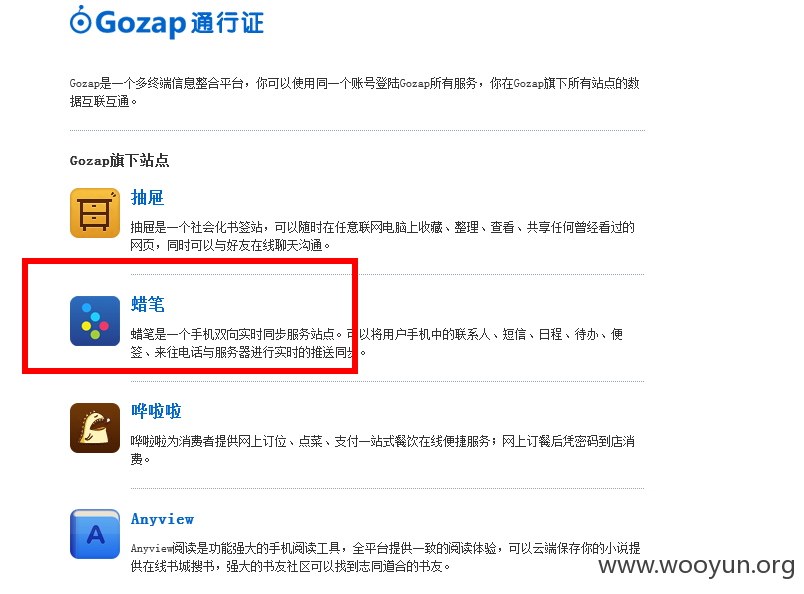 Gozap通行证
Gozap是一个多终端信息整合平台，你可以使用同一个账号登陆Gozap所有服务，你在Gozap旗下所有站点的数
据互联互通。
Gozap旗下站点
抽屉
抽屉是一个社会化书签站，可以随时在任意联网电脑上收藏、整理、查看、共享任何曾经看过的
网页，同时可以与好友在线聊天沟通。
蜡笔
蜡笔是一个手机双向实时同步服务站点。可以将用户手机中的联系人、短信、日程、待办、便
签、来往电话与服务器进行实时的推送同步。
哗啦啦
哗啦啦为消费者提供网上订位、点菜、支付一站式餐饮在线便捷服务；网上订餐后凭密码到店消
费。
Anyview
A
Anyview阅读是功能强大的手机阅读工具，全平台提供一致的阅读体验，可以云端保存你的小说提
供在线书城搜书，强大的书友社区可以找到志同道合的书友。
www.wooyun.org